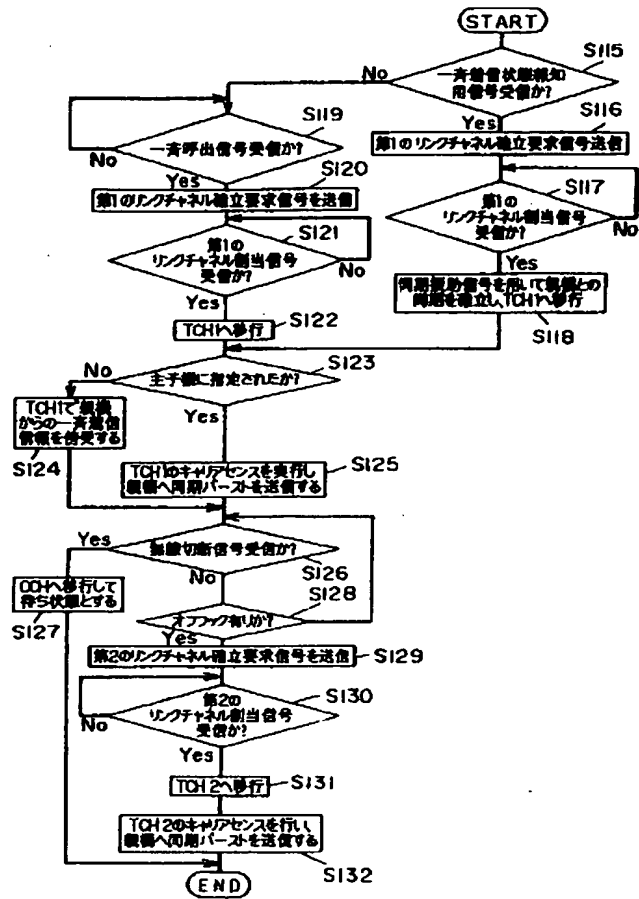 START
S115
一斉着信状態報知
用信号受信か?
No
Yes
S116
第1のリンクチャネル確立要求信号送信
S117
第1の
リンクチャネル割当信号
受信か?
No
Yes
同期援助信号を用いて親機との
同期を確立し、TCH1へ移行
S118
S119
一斉呼出信号受信か?
No
Yes
S120
第1のリンクチャネル確立要求信号を送信
S121
第1の
リンクチャネル割当信号
受信か?
No
Yes
S122
TCH1へ移行
S123
主子機に指定されたか?
No
Yes
TCH1で親機
からの一斉着信
情報を傍受する
S124
S125
TCH1のキャリアセンスを実行し
親機へ同期バーストを送信する
無線切断信号受信か?
S126
Yes
No
CCHへ移行して
待ち状態とする
S127
S128
オフフック有りか?
Yes
第2のリンクチャネル確立要求信号を送信
S129
S130
第2の
リンクチャネル割当信号
受信か?
No
Yes
TCH2へ移行
S131
TCH2のキャリアセンスを行い、
親機へ同期バーストを送信する
S132
END